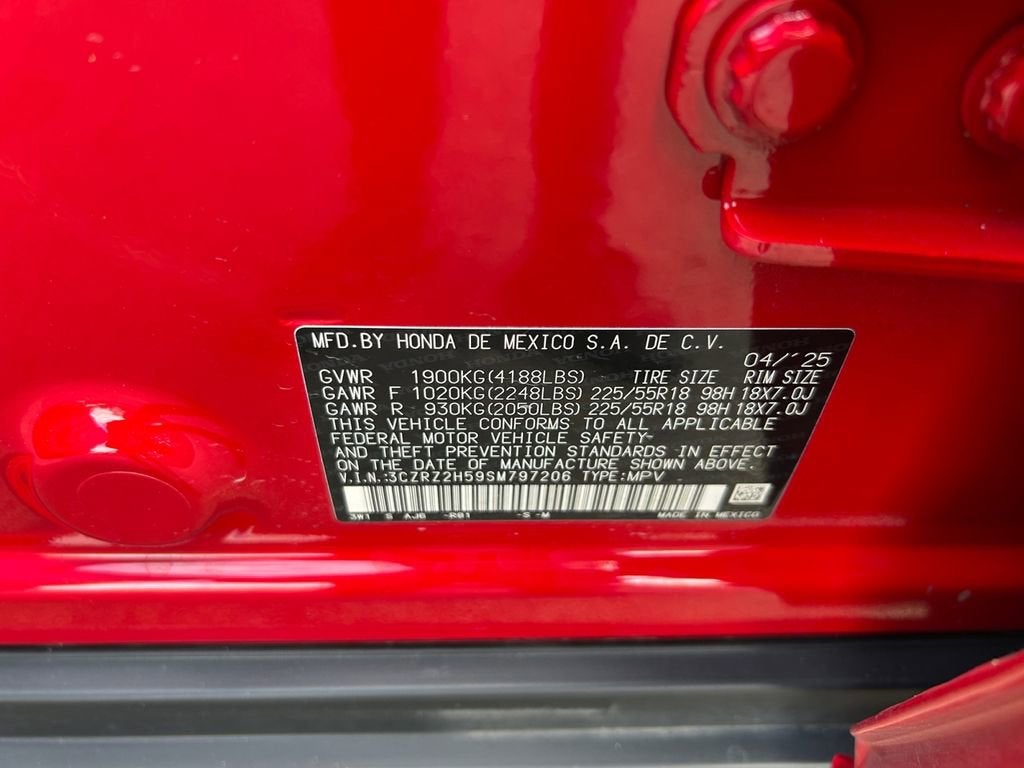 MFD.BY HONDA DE MEXICO S.A. DE C.V.
04/'25
GVWR 1900KG(4188LBS) TIRE SIZE RIM SIZE
GAWR F 1020KG(2248LBS) 225/55R18 98H 18X7.0J
GAWR R 930KG(2050LBS) 225/55R18 98H 18X7.0J
THIS VEHICLE CONFORMS TO ALL APPLICABLE
FEDERAL MOTOR VEHICLE SAFETY
AND THEFT PREVENTION STANDARDS IN EFFECT
ON THE DATE OF MANUFACTURE SHOWN ABOVE.
V.I.N.:3CZRZ2H59SM797206 TYPE:MPV
3W1 S AJ6 -R81 -S -M MADE IN MEXICO